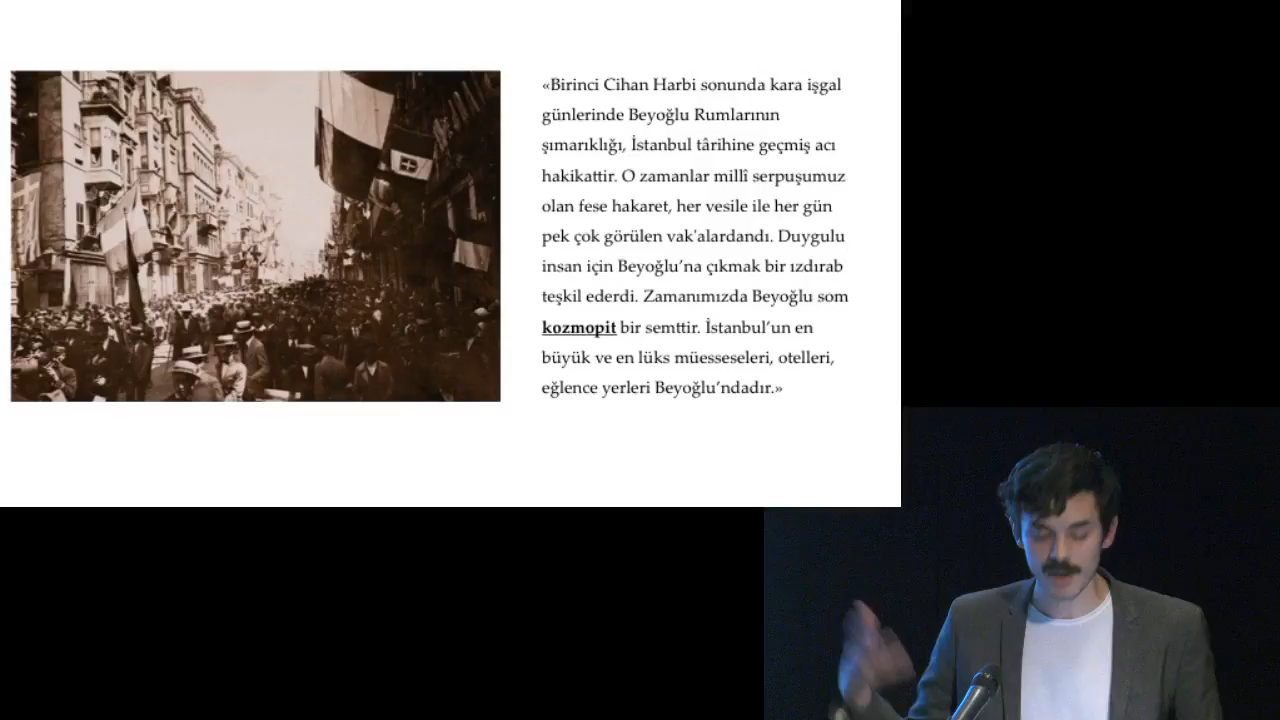 «Birinci Cihan Harbi sonunda kara işgal
günlerinde Beyoğlu Rumlarının
şımarıklığı, İstanbul târihine geçmiş acı
hakikattir. O zamanlar millî serpuşumuz
olan fese hakaret, her vesile ile her gün
pek çok görülen vak'alardandı. Duygulu
insan için Beyoğlu’na çıkmak bir ızdırab
teşkil ederdi. Zamanımızda Beyoğlu som
kozmopit bir semttir. İstanbul’un en
büyük ve en lüks müesseseleri, otelleri,
eğlence yerleri Beyoğlu’ndadır.»